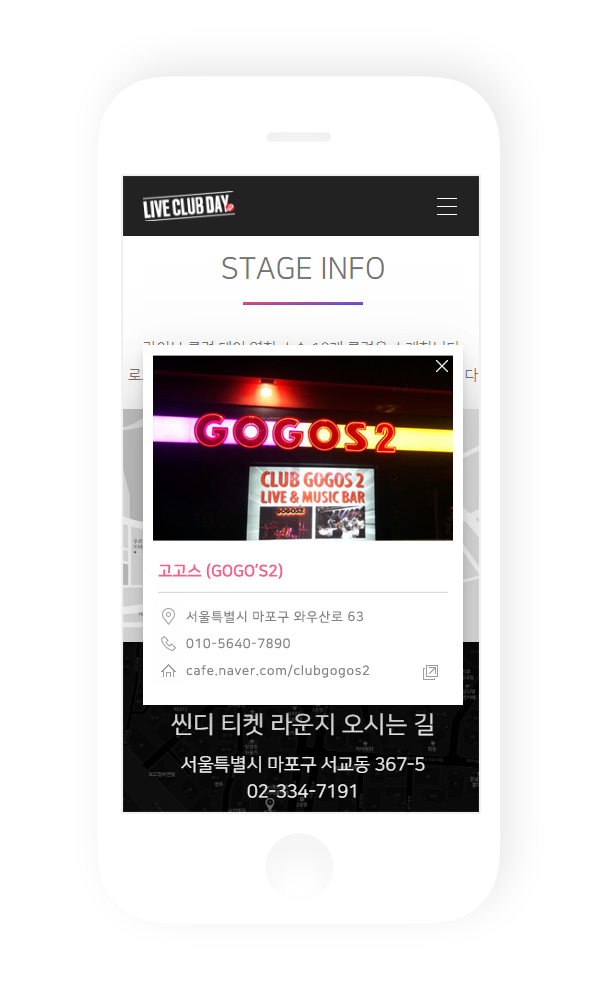 LIVE CLUB DAY
STAGE INFO
로
다
GOGOS2
CLUB GOGOS 2
LIVE & MUSIC BAR
GOGOS2
고고스 (GOGO'S2)
서울특별시 마포구 와우산로 63
010-5640-7890
cafe.naver.com/clubgogos2
씬디 티켓 라운지 오시는 길
서울특별시 마포구 서교동 367-5
02-334-7191